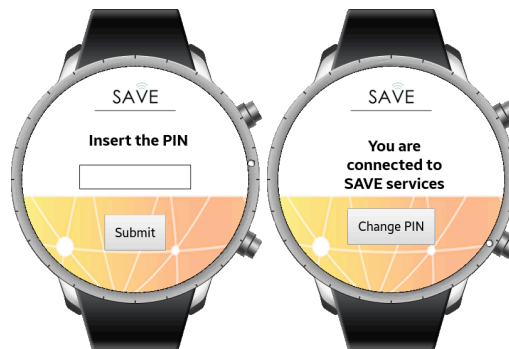 SAVE
Insert the PIN
Submit
SAVE
You are
connected to
SAVE services
Change PIN